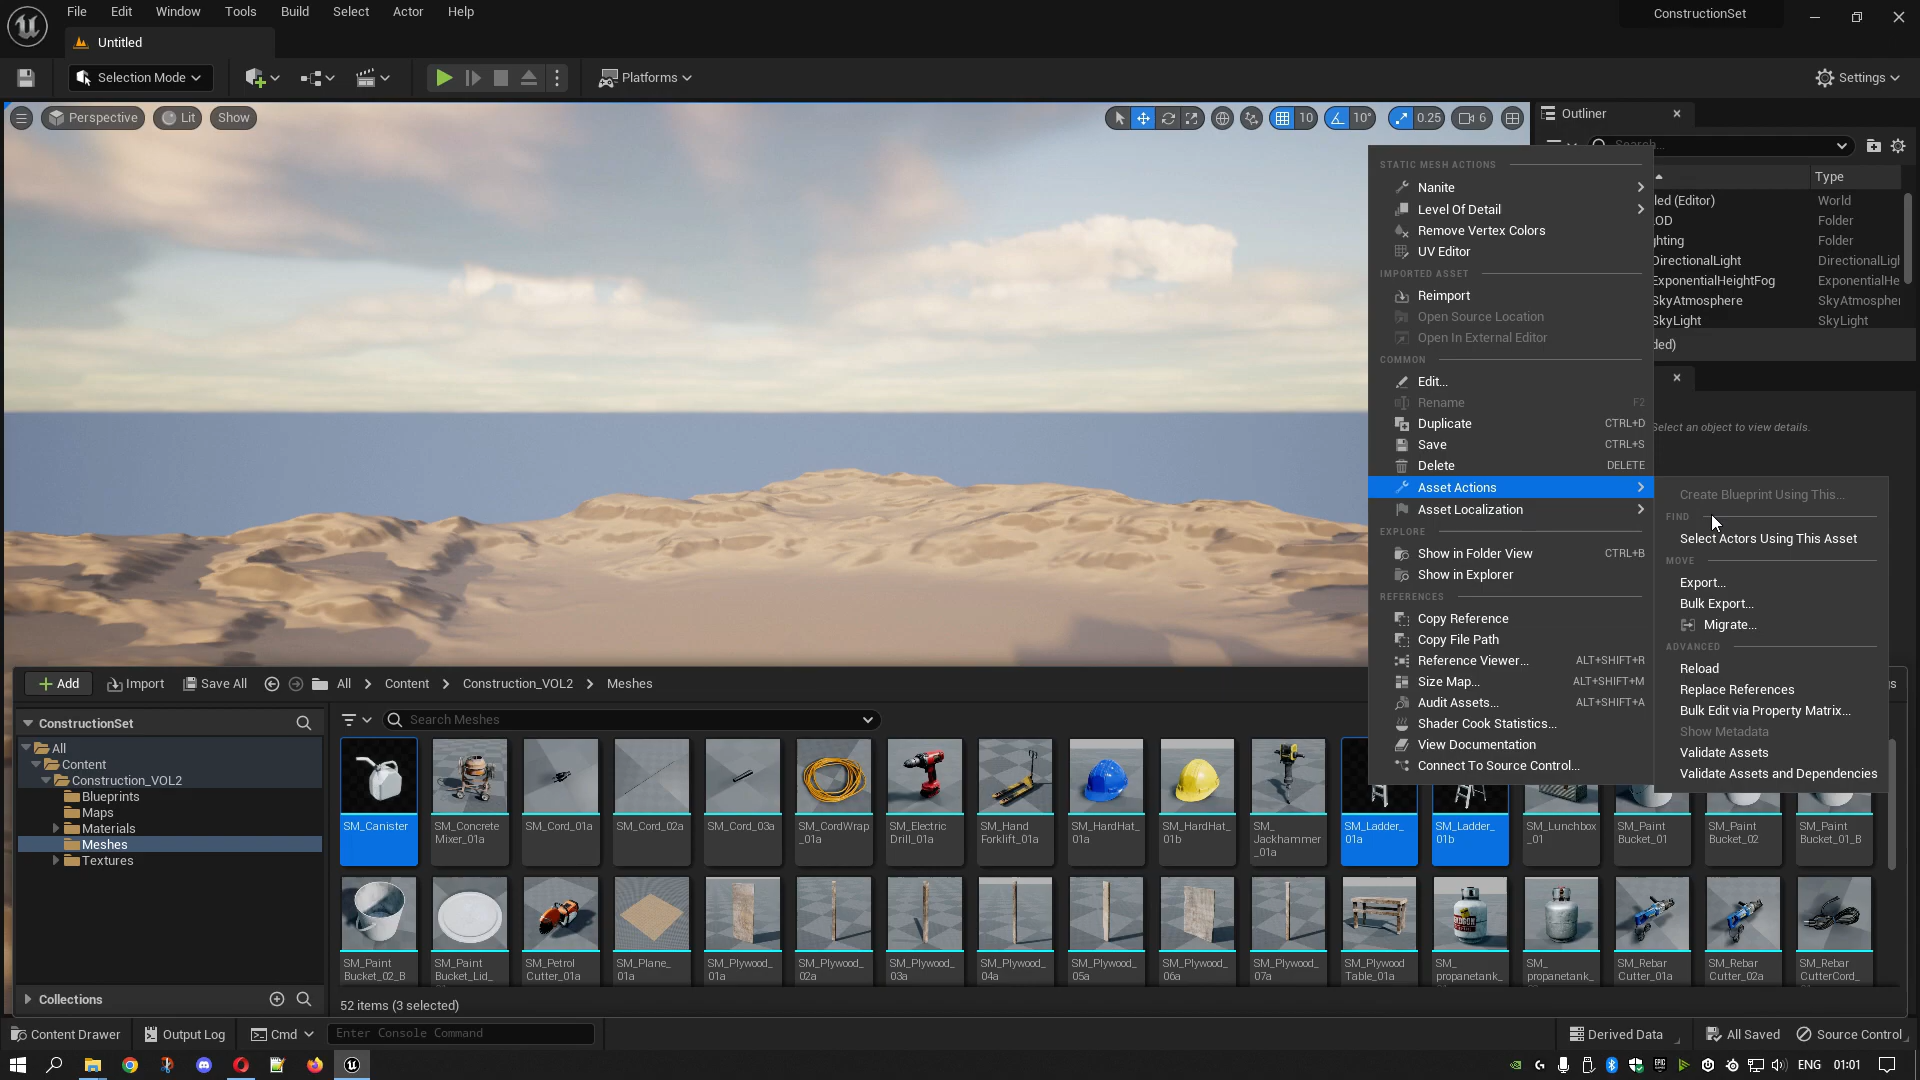 File Edit Window Tools Build Select Actor Help
ConstructionSet
Untitled
Selection Mode
Platforms
Settings
Perspective
Lit
Show
10
10°
0.25
6
Outliner
Search...
Type
led (Editor) World
OD Folder
ghting Folder
DirectionalLight DirectionalLigl
ExponentialHeightFog ExponentialHe
SkyAtmosphere SkyAtmospher
SkyLight SkyLight
ded)
Select an object to view details.
STATIC MESH ACTIONS
Nanite
Level Of Detail
Remove Vertex Colors
UV Editor
IMPORTED ASSET
Reimport
Open Source Location
Open In External Editor
COMMON
Edit...
Rename F2
Duplicate CTRL+D
Save CTRL+S
Delete DELETE
Asset Actions
Asset Localization
EXPLORE
Show in Folder View CTRL+B
Show in Explorer
REFERENCES
Copy Reference
Copy File Path
Reference Viewer... ALT+SHIFT+R
Size Map... ALT+SHIFT+M
Audit Assets... ALT+SHIFT+A
Shader Cook Statistics...
View Documentation
Connect To Source Control...
Create Blueprint Using This...
FIND
Select Actors Using This Asset
MOVE
Export...
Bulk Export...
Migrate...
ADVANCED
Reload
Replace References
Bulk Edit via Property Matrix...
Show Metadata
Validate Assets
Validate Assets and Dependencies
Add
Import
Save All
All
Content
Construction_VOL2
Meshes
gs
ConstructionSet
All
Content
Construction_VOL2
Blueprints
Maps
Materials
Meshes
Textures
Collections
Search Meshes
SM_Canister
SM_Concrete
Mixer_01a
SM_Cord_01a
SM_Cord_02a
SM_Cord_03a
SM_CordWrap
_01a
SM_Electric
Drill_01a
SM_Hand
Forklift_01a
SM_HardHat_
01a
SM_HardHat_
01b
SM_
Jackhammer
_01a
SM_Ladder_
01a
SM_Ladder_
01b
SM_Lunchbox
_01
SM_Paint
Bucket_01
SM_Paint
Bucket_02
SM_Paint
Bucket_01_B
SM_Paint
Bucket_02_B
SM_Paint
Bucket_Lid_
SM_Petrol
Cutter_01a
SM_Plane_
01a
SM_Plywood_
01a
SM_Plywood_
02a
SM_Plywood_
03a
SM_Plywood_
04a
SM_Plywood_
05a
SM_Plywood_
06a
SM_Plywood_
07a
SM_Plywood
Table_01a
SM_
propanetank_
SM_
propanetank_
SM_Rebar
Cutter_01a
SM_Rebar
Cutter_02a
SM_Rebar
CutterCord_
52 items (3 selected)
Content Drawer
Output Log
Cmd
Enter Console Command
Derived Data
All Saved
Source Control
ENG
01:01